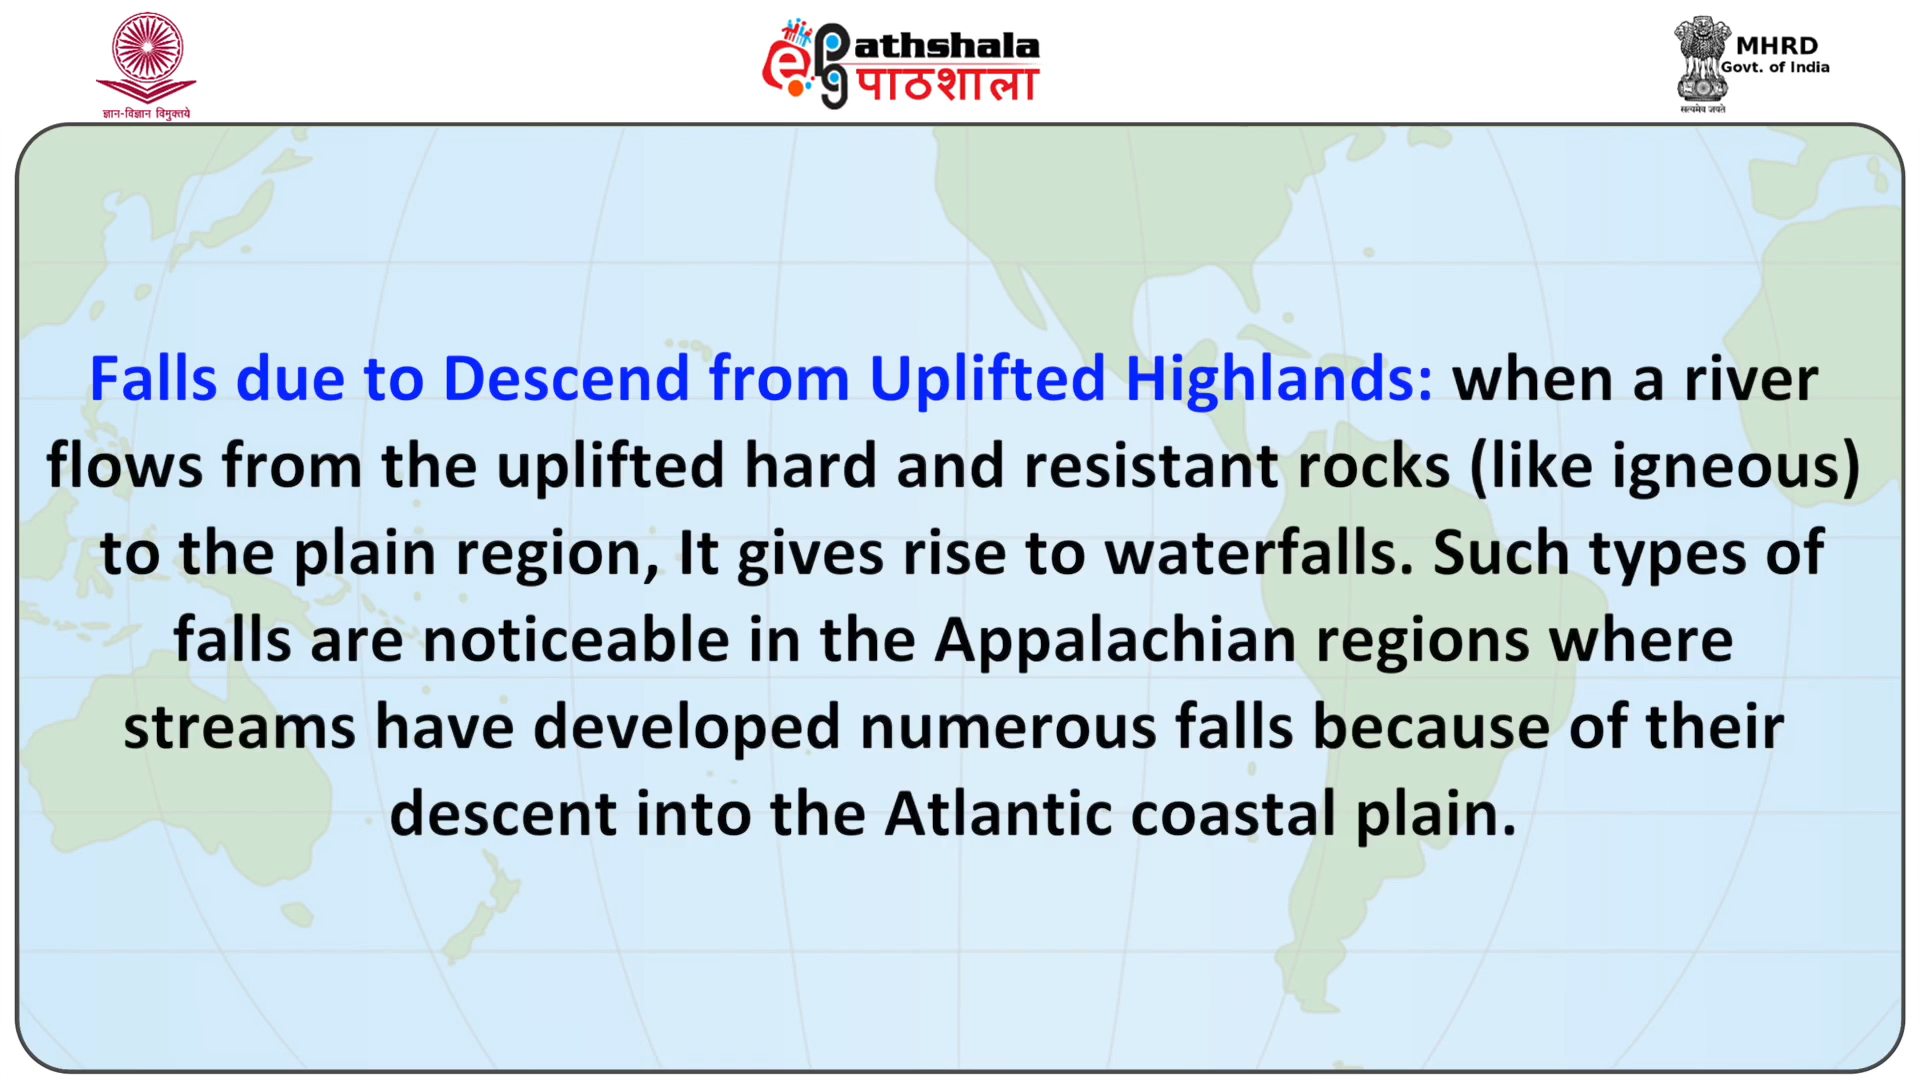 ज्ञान-विज्ञान विमुक्तये
ePG Pathshala
पाठशाला
MHRD
Govt. of India
सत्यमेव जयते
Falls due to Descend from Uplifted Highlands: when a river
flows from the uplifted hard and resistant rocks (like igneous)
to the plain region, It gives rise to waterfalls. Such types of
falls are noticeable in the Appalachian regions where
streams have developed numerous falls because of their
descent into the Atlantic coastal plain.